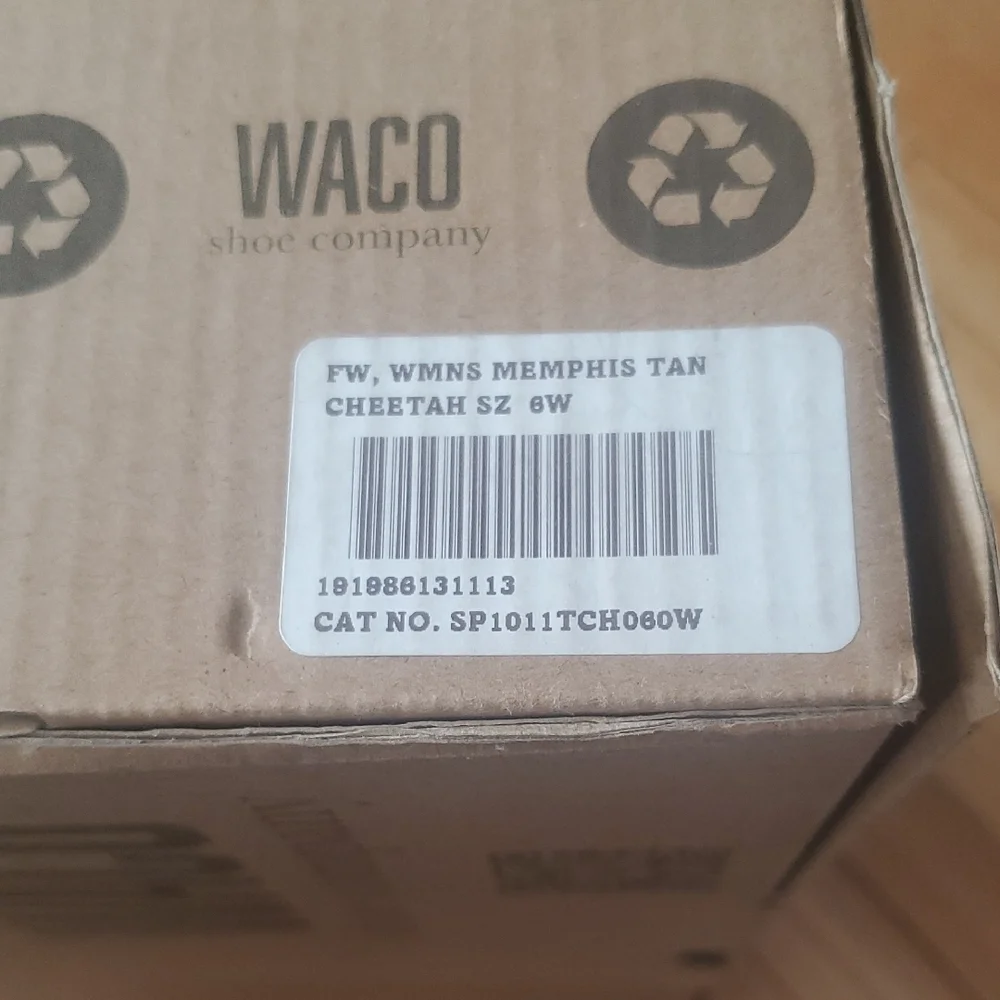 WACO
shoe company
FW, WMNS MEMPHIS TAN
CHEETAH SZ 6W
191986131113
CAT NO. SP1011TCH060W